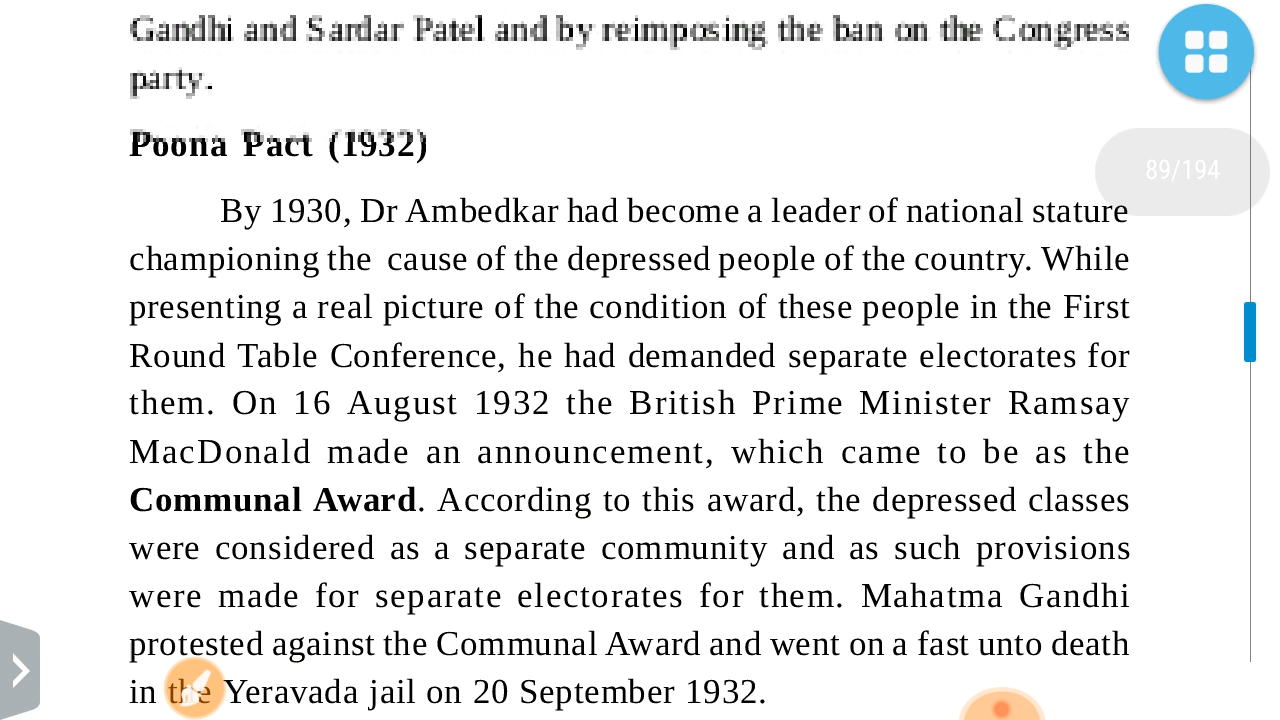 Gandhi and Sardar Patel and by reimposing the ban on the Congress
party.
Poona Pact (1932)
89/194
By 1930, Dr Ambedkar had become a leader of national stature
championing the cause of the depressed people of the country. While
presenting a real picture of the condition of these people in the First
Round Table Conference, he had demanded separate electorates for
them. On 16 August 1932 the British Prime Minister Ramsay
MacDonald made an announcement, which came to be as the
Communal Award. According to this award, the depressed classes
were considered as a separate community and as such provisions
were made for separate electorates for them. Mahatma Gandhi
protested against the Communal Award and went on a fast unto death
in the Yeravada jail on 20 September 1932.